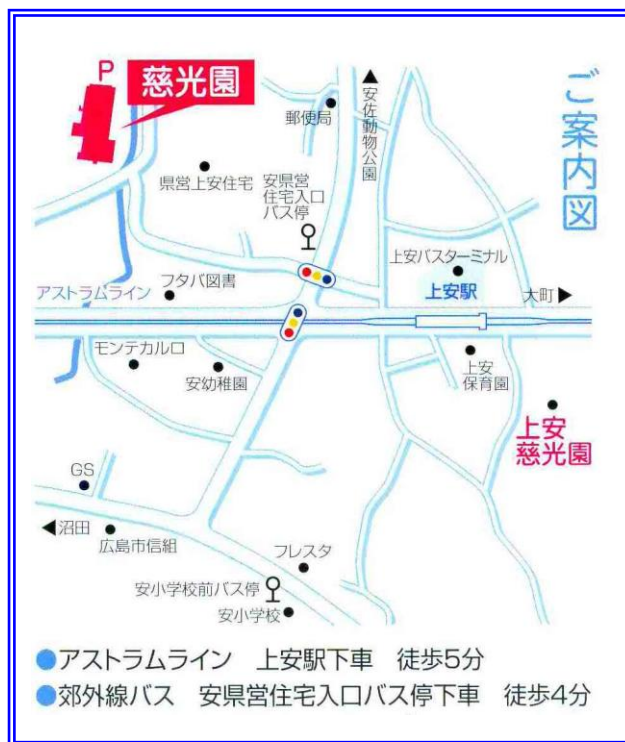 ご案内図
P
慈光園
郵便局
安佐動物公園
県営上安住宅
安県営
住宅入口
バス停
上安バスターミナル
フタバ図書
アストラムライン
上安駅
大町
モンテカルロ
安幼稚園
上安
保育園
上安
慈光園
GS
沼田
広島市信組
フレスタ
安小学校前バス停
安小学校
●アストラムライン 上安駅下車 徒歩5分
●郊外線バス 安県営住宅入口バス停下車 徒歩4分